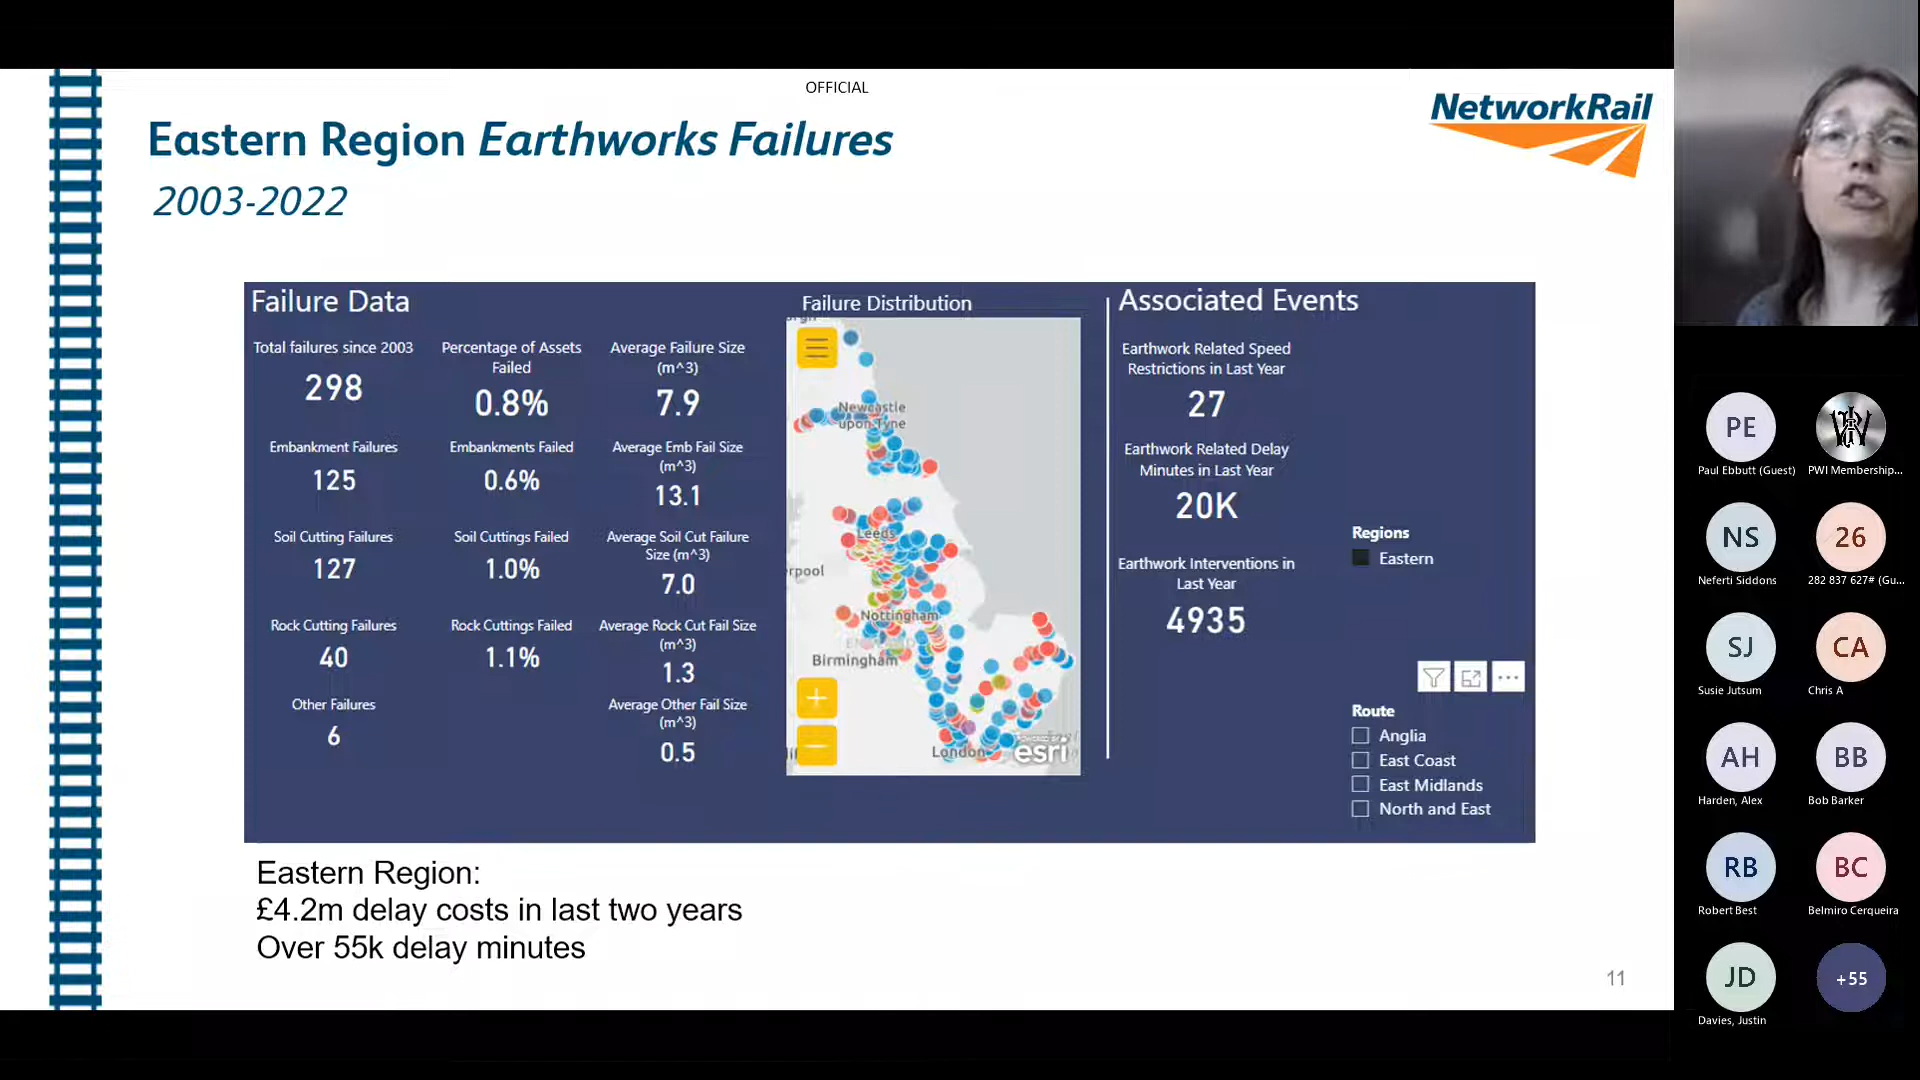 OFFICIAL
NetworkRail
Eastern Region Earthworks Failures
2003-2022
Failure Data
Total failures since 2003
298
Percentage of Assets
Failed
0.8%
Average Failure Size
(m^3)
7.9
Embankment Failures
125
Embankments Failed
0.6%
Average Emb Fail Size
(m^3)
13.1
Soil Cutting Failures
127
Soil Cuttings Failed
1.0%
Average Soil Cut Failure
Size (m^3)
7.0
Rock Cutting Failures
40
Rock Cuttings Failed
1.1%
Average Rock Cut Fail Size
(m^3)
1.3
Other Failures
6
Average Other Fail Size
(m^3)
0.5
Failure Distribution
Newcastle
upon Tyne
Leeds
rpool
Nottingham
Birmingham
London
esri
Associated Events
Earthwork Related Speed
Restrictions in Last Year
27
Earthwork Related Delay
Minutes in Last Year
20K
Earthwork Interventions in
Last Year
4935
Regions
Eastern
Route
Anglia
East Coast
East Midlands
North and East
Eastern Region:
£4.2m delay costs in last two years
Over 55k delay minutes
11
PE
Paul Ebbutt (Guest)
PWI Membership...
NS
Neferti Siddons
26
282 837 627# (Gu...
SJ
Susie Jutsum
CA
Chris A
AH
Harden, Alex
BB
Bob Barker
RB
Robert Best
BC
Belmiro Cerqueira
JD
Davies, Justin
+55